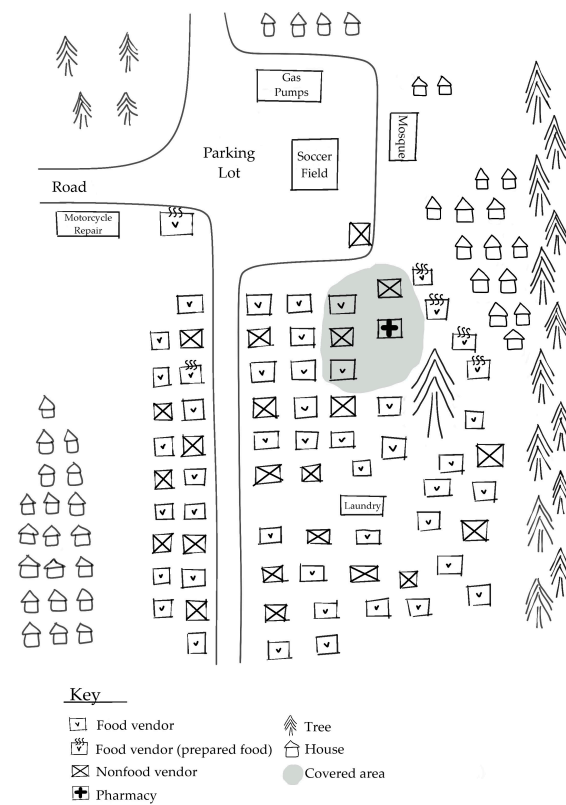 Gas
Pumps
Mosque
Parking
Lot
Soccer
Field
Road
Motorcycle
Repair
Laundry
Key
Food vendor
Food vendor (prepared food)
Nonfood vendor
Pharmacy
Tree
House
Covered area